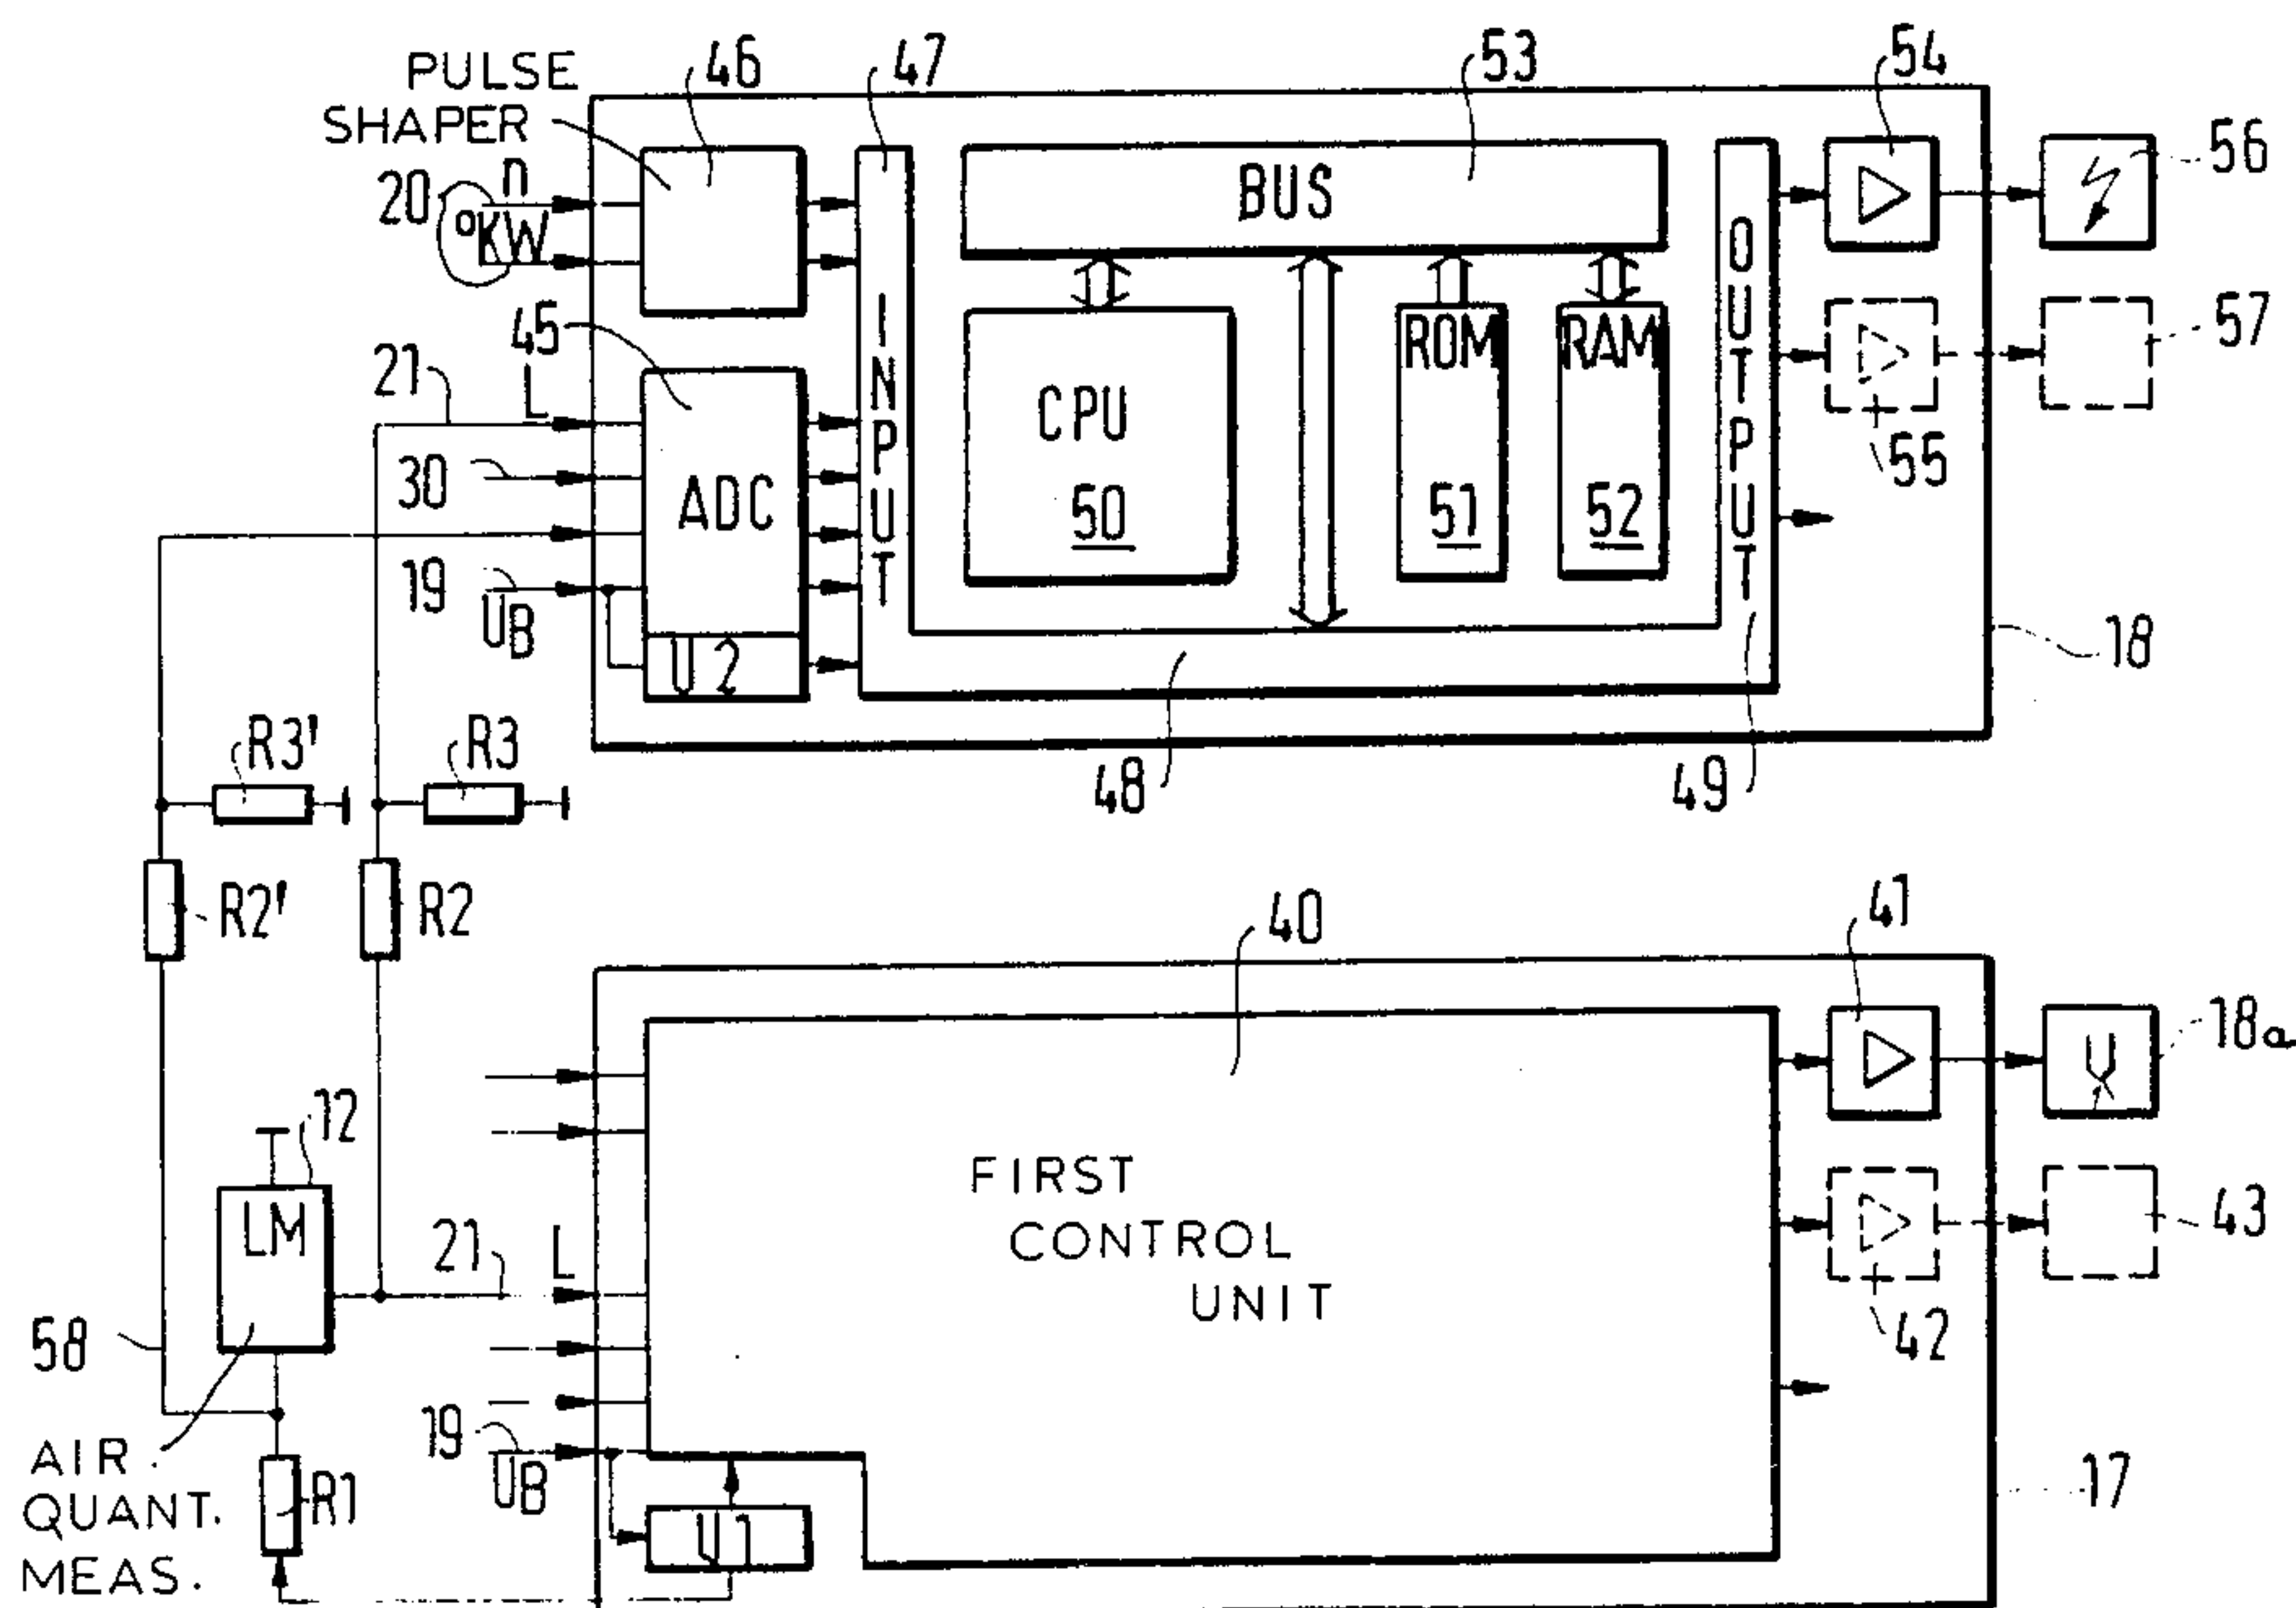 PULSE
SHAPER
46
47
53
54
56
20
n
°KW
BUS
45
21
L
30
19
UB
ADC
U2
INPUT
CPU
50
ROM
51
RAM
52
OUTPUT
57
55
18
48
49
R3'
R3
R2'
R2
40
41
18a
12
LM
21
L
FIRST
CONTROL
UNIT
43
42
58
19
UB
AIR
QUANT.
MEAS.
R1
U1
17